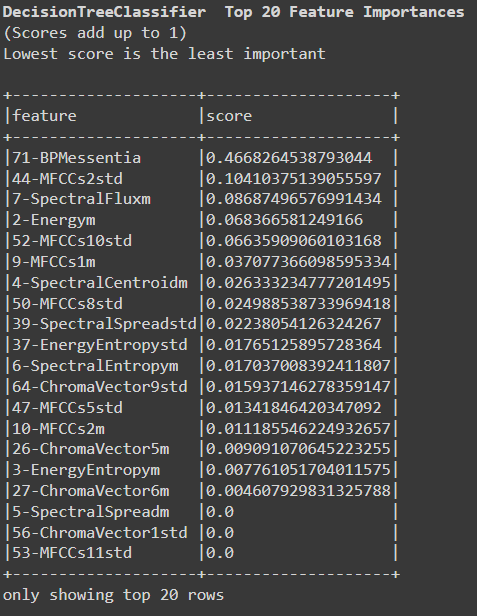 DecisionTreeClassifier  Top 20 Feature Importances
(Scores add up to 1)
Lowest score is the least important
+--------------------+--------------------+
|feature             |score               |
+--------------------+--------------------+
|71-BPMessentia      |0.4668264538793044  |
|44-MFCCs2std        |0.10410375139055597 |
|7-SpectralFluxm     |0.08687496576991434 |
|2-Energym           |0.068366581249166   |
|52-MFCCs10std       |0.06635909060103168 |
|9-MFCCs1m           |0.037077366098595334|
|4-SpectralCentroidm |0.026333234777201495|
|50-MFCCs8std        |0.024988538733969418|
|39-SpectralSpreadstd|0.02238054126324267 |
|37-EnergyEntropystd |0.01765125895728364 |
|6-SpectralEntropym  |0.017037008392411807|
|64-ChromaVector9std |0.015937146278359147|
|47-MFCCs5std        |0.01341846420347092 |
|10-MFCCs2m          |0.011185546224932657|
|26-ChromaVector5m   |0.009091070645223255|
|3-EnergyEntropym    |0.007761051704011575|
|27-ChromaVector6m   |0.004607929831325788|
|5-SpectralSpreadm   |0.0                 |
|56-ChromaVector1std |0.0                 |
|53-MFCCs11std       |0.0                 |
+--------------------+--------------------+
only showing top 20 rows